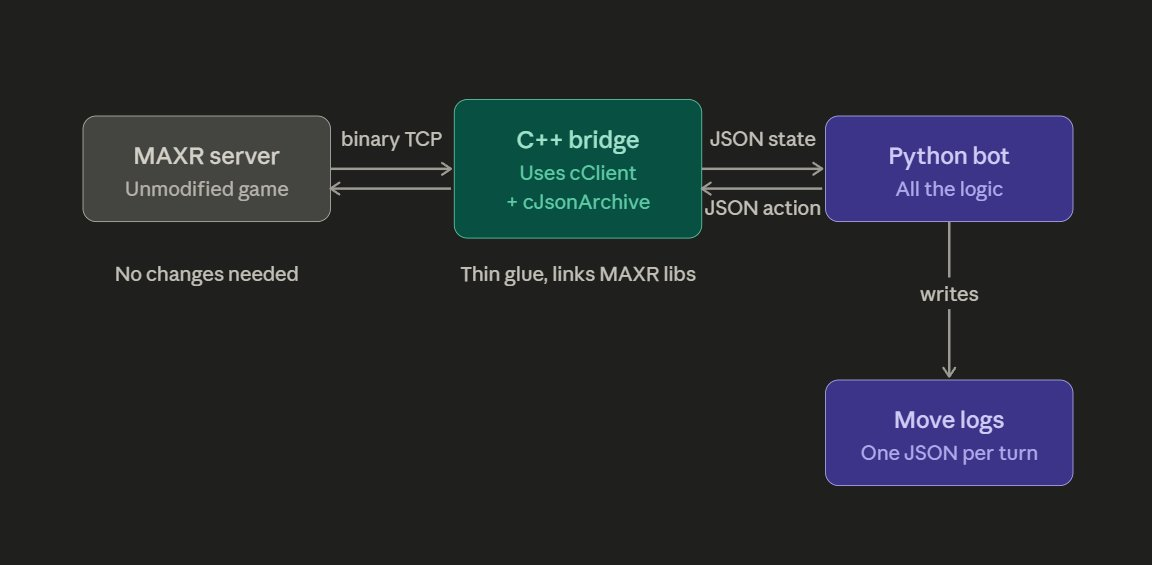 MAXR server
Unmodified game
No changes needed
binary TCP
C++ bridge
Uses cClient
+ cJsonArchive
Thin glue, links MAXR libs
JSON state
JSON action
Python bot
All the logic
writes
Move logs
One JSON per turn